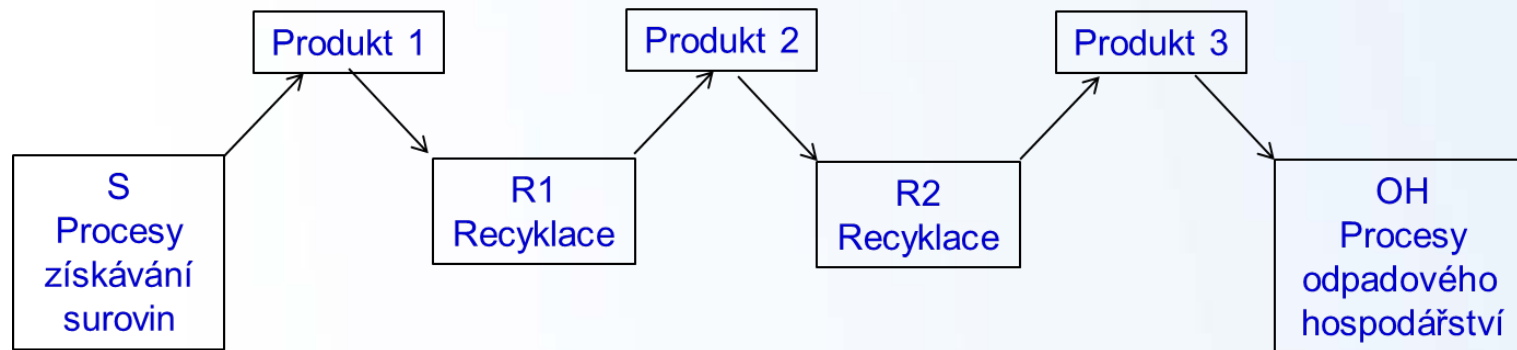 Produkt 1
Produkt 2
Produkt 3
S
Procesy
získávání
surovin
R1
Recyklace
R2
Recyklace
OH
Procesy
odpadového
hospodářství